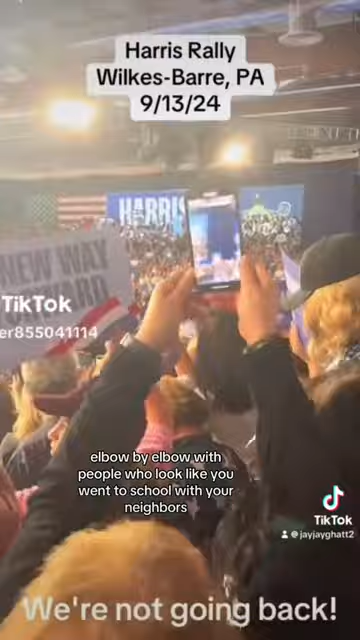 Harris Rally
Wilkes-Barre, PA
9/13/24
HARRIS
NEW WAY
TikTok
er855041114
elbow by elbow with
people who look like you
went to school with your
neighbors
TikTok
@jayjayghatt2
We're not going back!